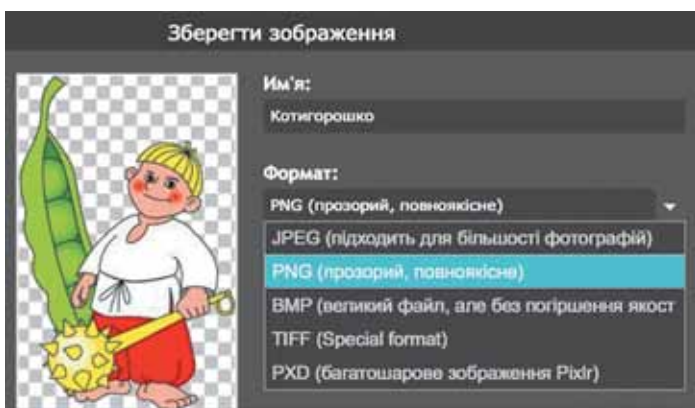 Зберегти зображення
Им'я:
Котигорошко
Формат:
PNG (прозорий, повноякісне)
JPEG (підходить для більшості фотографій)
PNG (прозорий, повноякісне)
BMP (великий файл, але без погіршення якост
TIFF (Special format)
PXD (багатошарове зображення Pixlr)